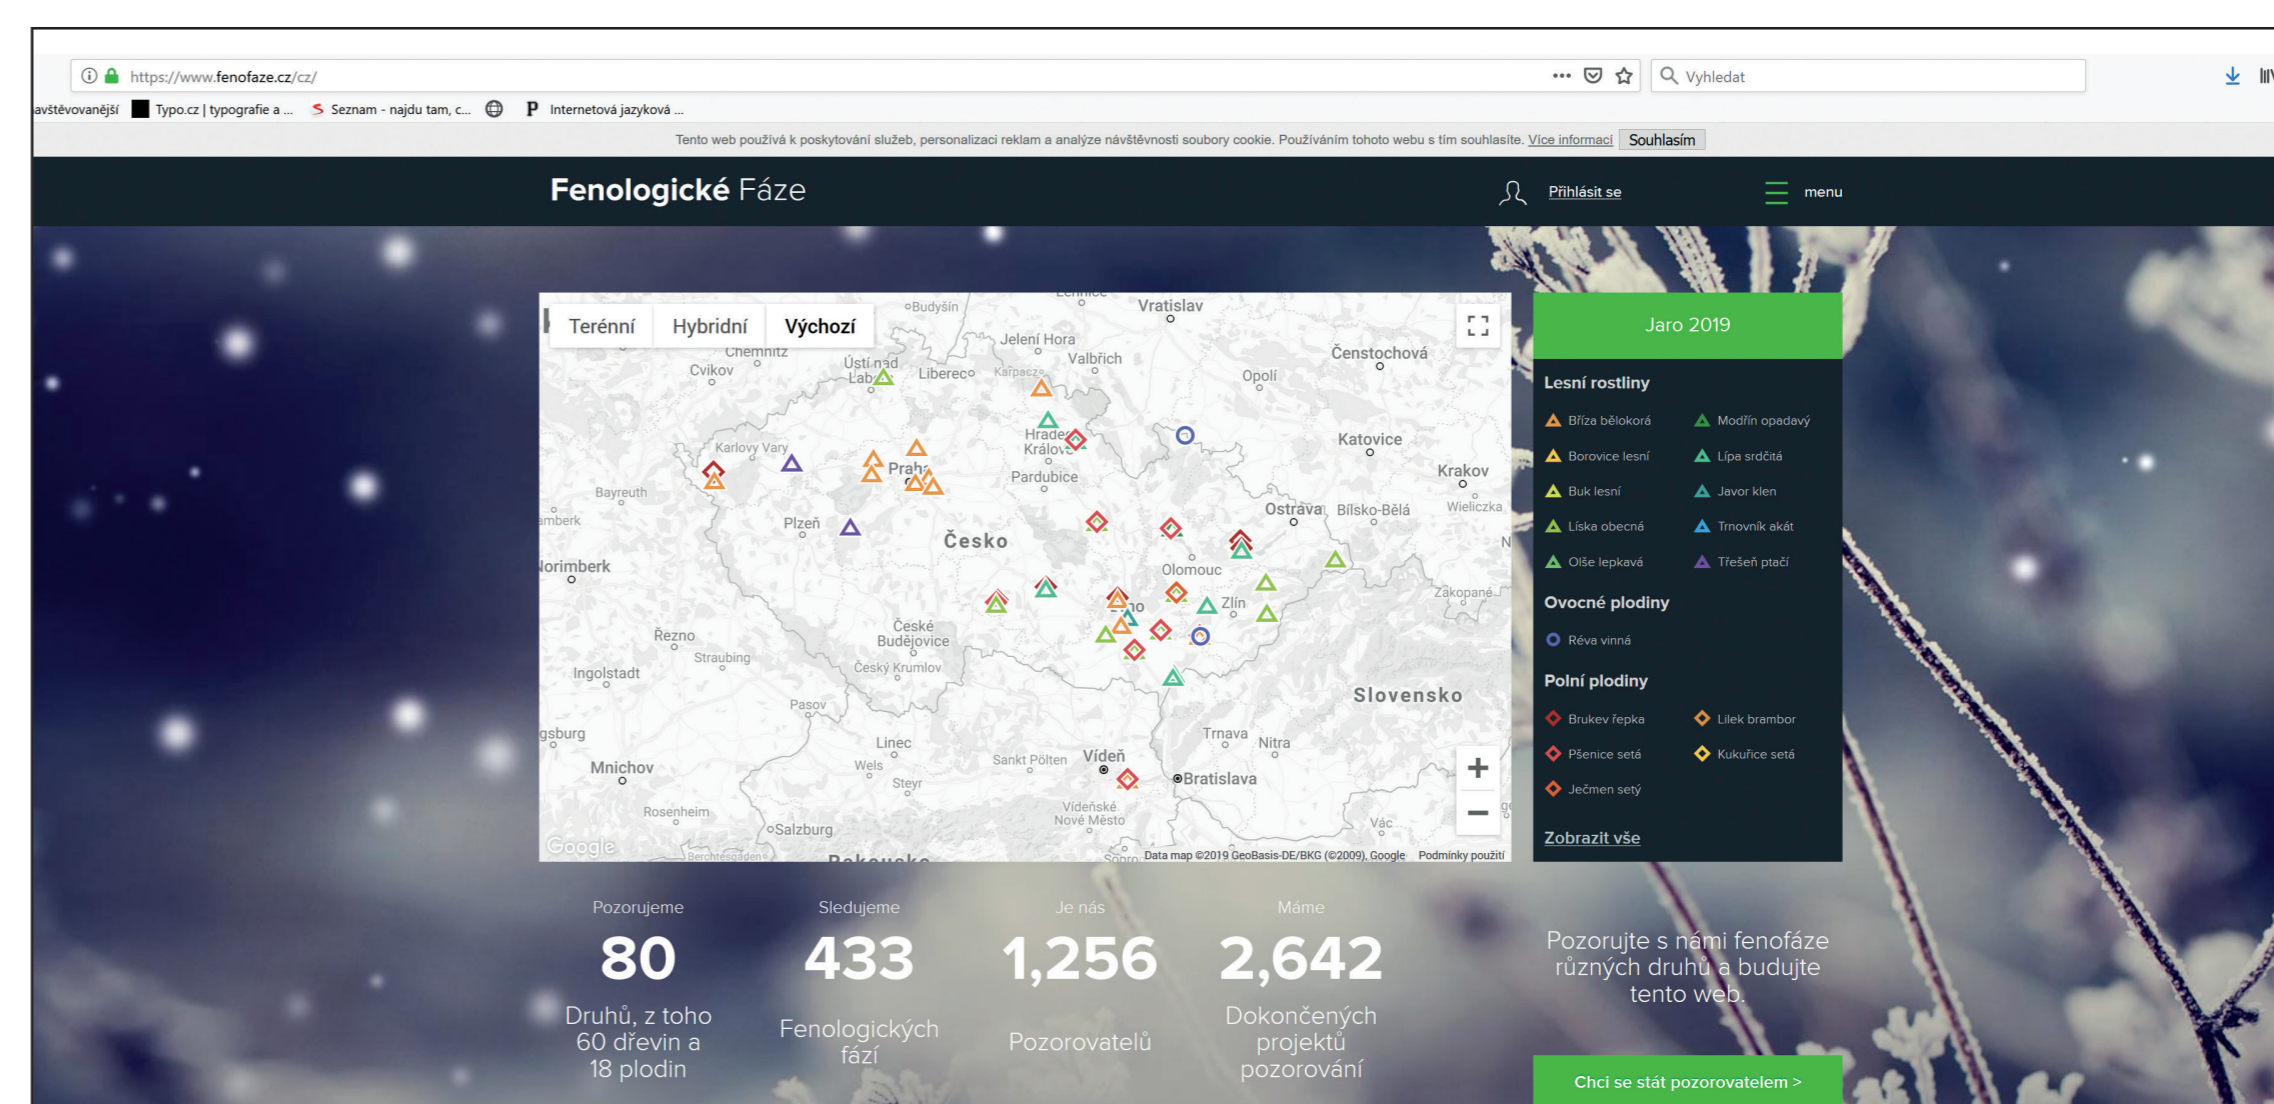 https://www.fenofaze.cz/cz/
Vyhledat
avštěvovanější Typo.cz | typografie a ... Seznam - najdu tam, c... P Internetová jazyková ...
Tento web používá k poskytování služeb, personalizaci reklam a analýze návštěvnosti soubory cookie. Používáním tohoto webu s tím souhlasíte. Více informací Souhlasím
Fenologické Fáze
Přihlásit se
menu
Terénní Hybridní Výchozí
Budyšín
Vratislav
Chemnitz
Jelení Hora
Valbřich
Čenstochová
Cvikov
Ústí nad
Liberec
Karpacz
Opolí
Karlovy Vary
Králové
Katovice
Praha
Pardubice
Krakov
Bayreuth
Wieliczka
Plzeň
Ostrava
Bílsko-Bělá
Česko
Norimberk
Olomouc
Zlín
Zakopané
České
Budějovice
Řezno
Straubing
Český Krumlov
Ingolstadt
Slovensko
Pasov
gsburg
Linec
Trnava
Nitra
Mnichov
Wels
Sankt Pölten
Vídeň
Steyr
Bratislava
Rosenheim
Vídeňské
Nové Město
Salzburg
Vác
Google
Berchtesgaden
Rakousko
Data map ©2019 GeoBasis-DE/BKG (©2009), Google Podmínky použití
Jaro 2019
Lesní rostliny
Bříza bělokorá Modřín opadavý
Borovice lesní Lípa srdčitá
Buk lesní Javor klen
Líska obecná Trnovník akát
Olše lepkavá Třešeň ptačí
Ovocné plodiny
Réva vinná
Polní plodiny
Brukev řepka Lilek brambor
Pšenice setá Kukuřice setá
Ječmen setý
Zobrazit vše
Pozorujeme
80
Druhů, z toho
60 dřevin a
18 plodin
Sledujeme
433
Fenologických
fází
Je nás
1,256
Pozorovatelů
Máme
2,642
Dokončených
projektů
pozorování
Pozorujte s námi fenofáze
různých druhů a budujte
tento web.
Chci se stát pozorovatelem >